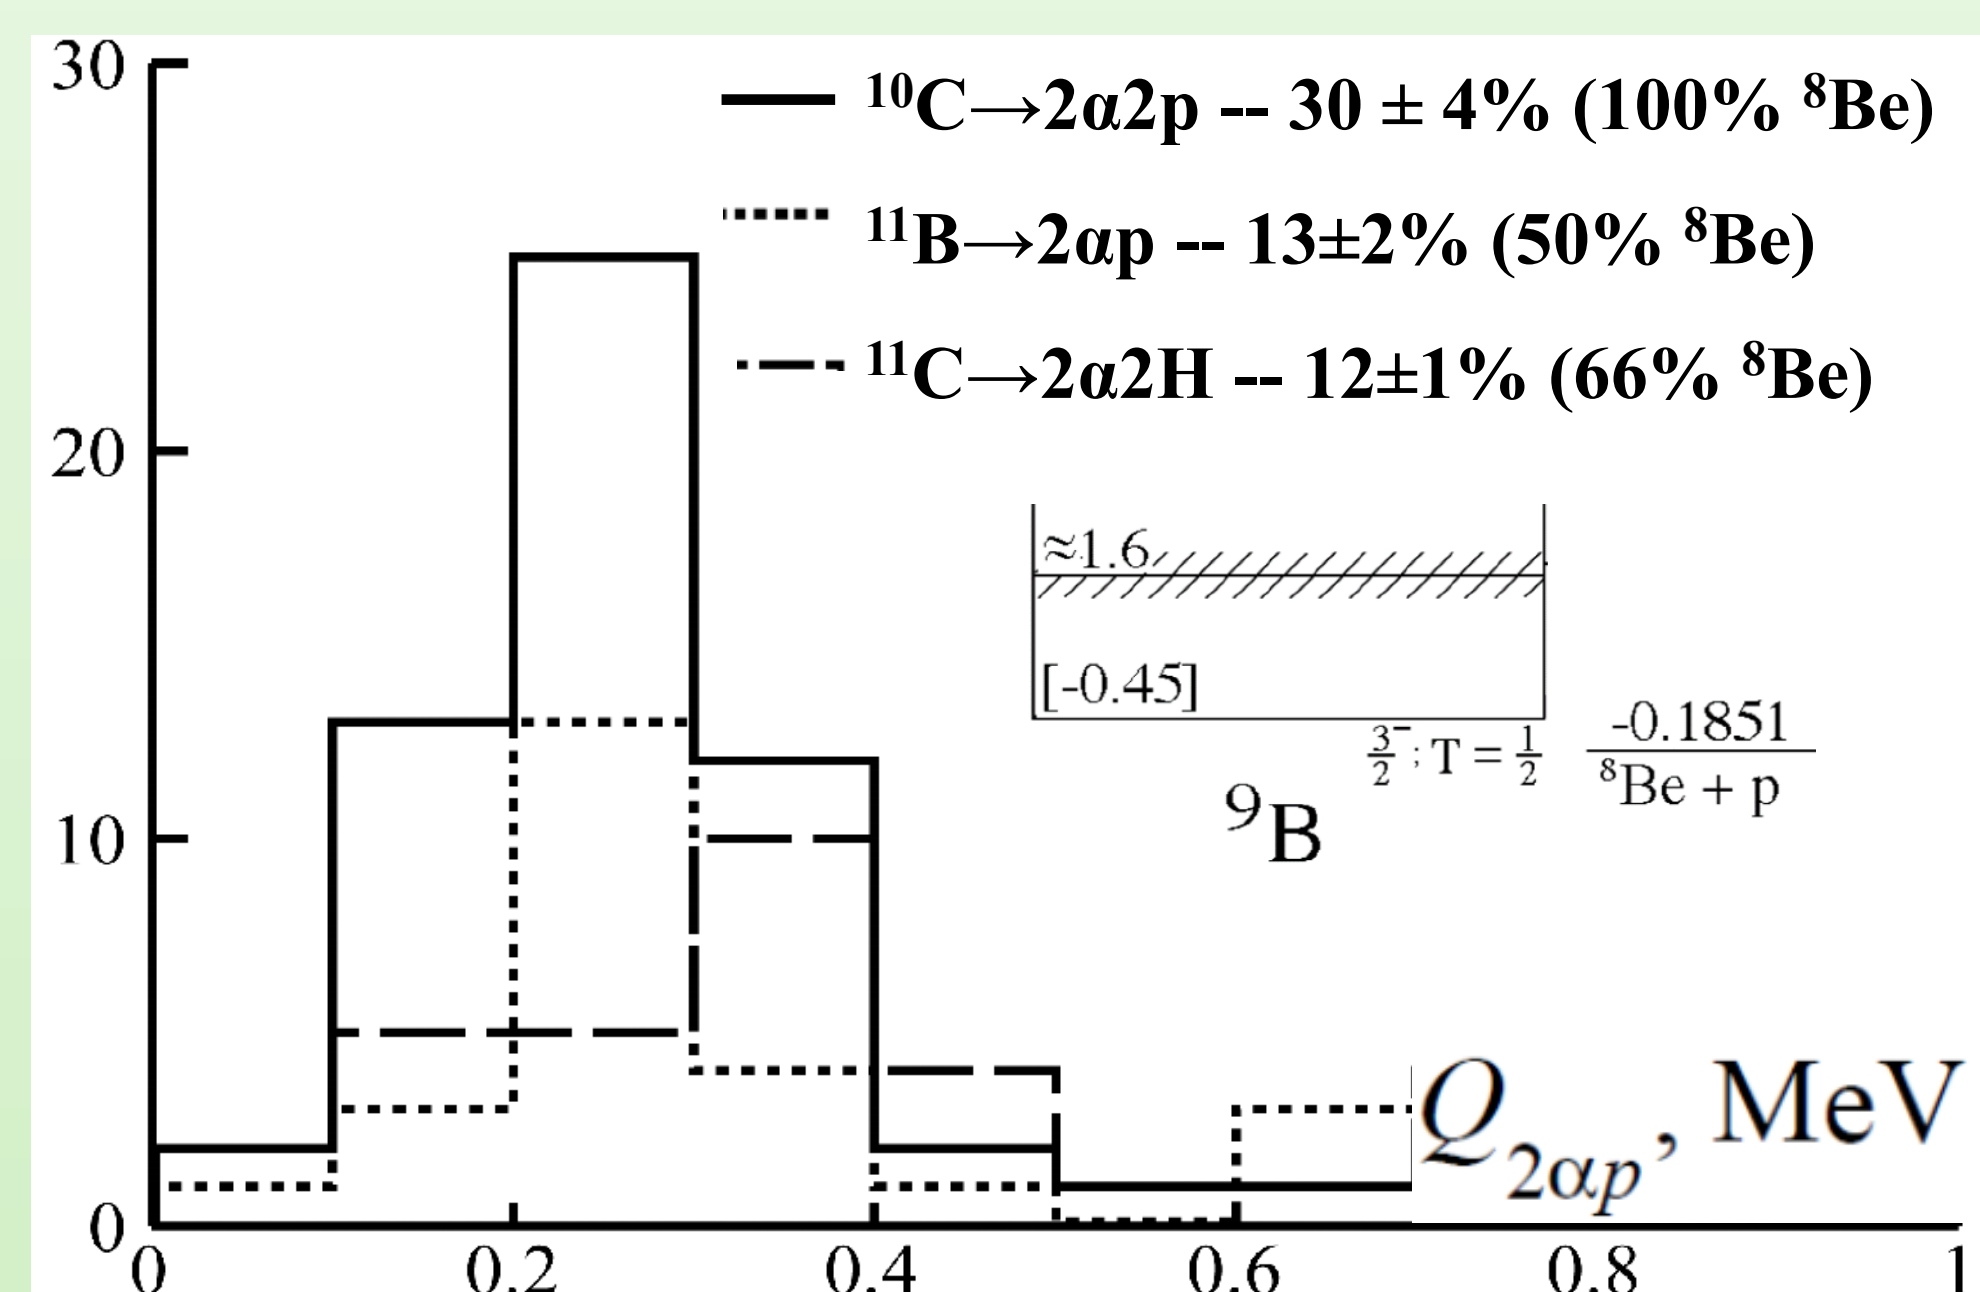 30
¹⁰C→2α2p -- 30 ± 4% (100% ⁸Be)
¹¹B→2αp -- 13±2% (50% ⁸Be)
¹¹C→2α2H -- 12±1% (66% ⁸Be)
20
≈1.6
[-0.45]
3/2⁻; T = 1/2
-0.1851
⁸Be + p
⁹B
10
Q₂αp, MeV
0
0 0.2 0.4 0.6 0.8 1